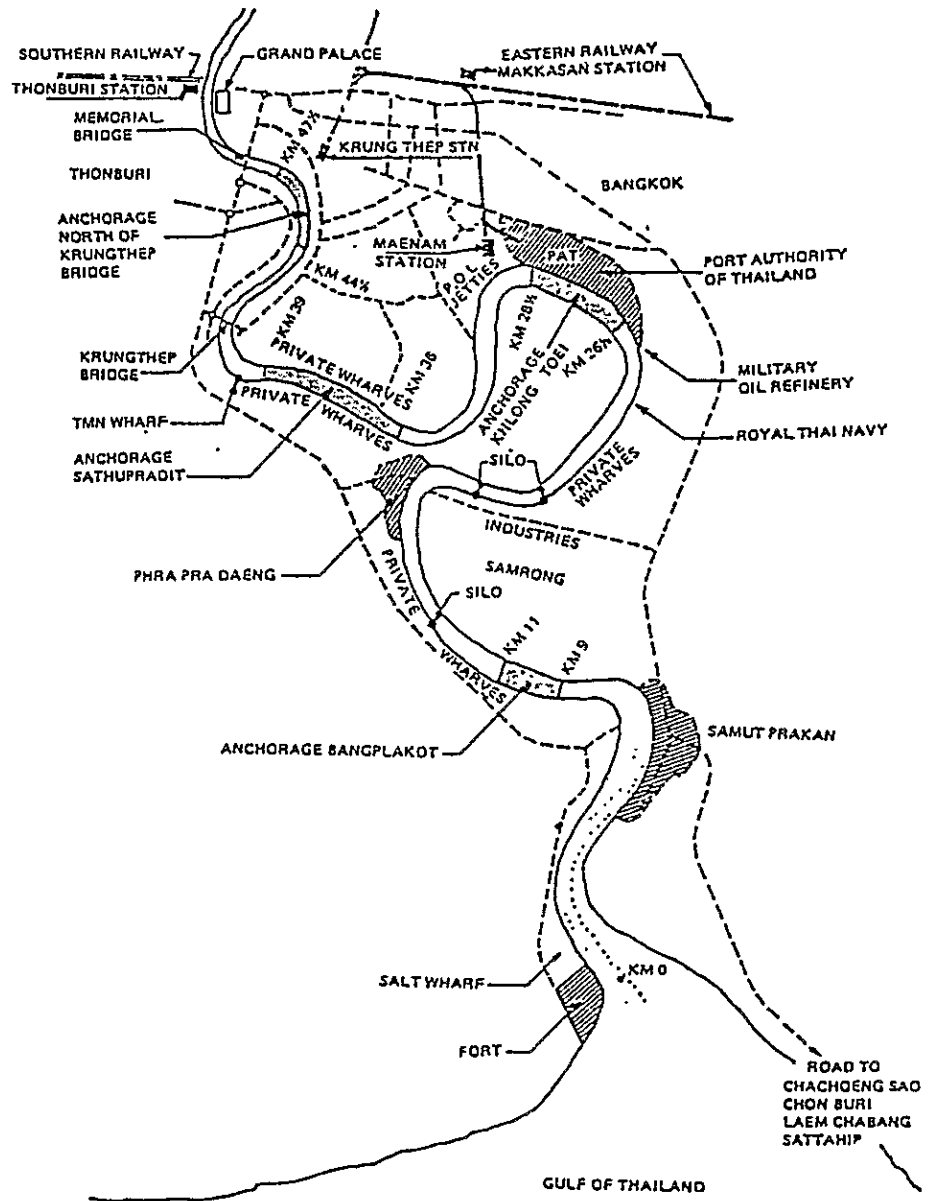 SOUTHERN RAILWAY
GRAND PALACE
EASTERN RAILWAY
MAKKASAN STATION
THONBURI STATION
MEMORIAL
BRIDGE
KM 47½
KRUNG THEP STN
THONBURI
BANGKOK
ANCHORAGE
NORTH OF
KRUNGTHEP
BRIDGE
MAENAM
STATION
PAT
PORT AUTHORITY
OF THAILAND
KM 44½
P.O.L
JETTIES
KM 39
KM 28½
PRIVATE WHARVES
KM 36
ANCHORAGE
KHLONG TOEI
KM 26½
KRUNGTHEP
BRIDGE
MILITARY
OIL REFINERY
TMN WHARF
PRIVATE WHARVES
ROYAL THAI NAVY
ANCHORAGE
SATHUPRADIT
SILO
PRIVATE
WHARVES
INDUSTRIES
PHRA PRA DAENG
SAMRONG
PRIVATE
WHARVES
SILO
KM 11
KM 9
ANCHORAGE BANGPLAKOT
SAMUT PRAKAN
SALT WHARF
KM 0
FORT
ROAD TO
CHACHOENG SAO
CHON BURI
LAEM CHABANG
SATTAHIP
GULF OF THAILAND